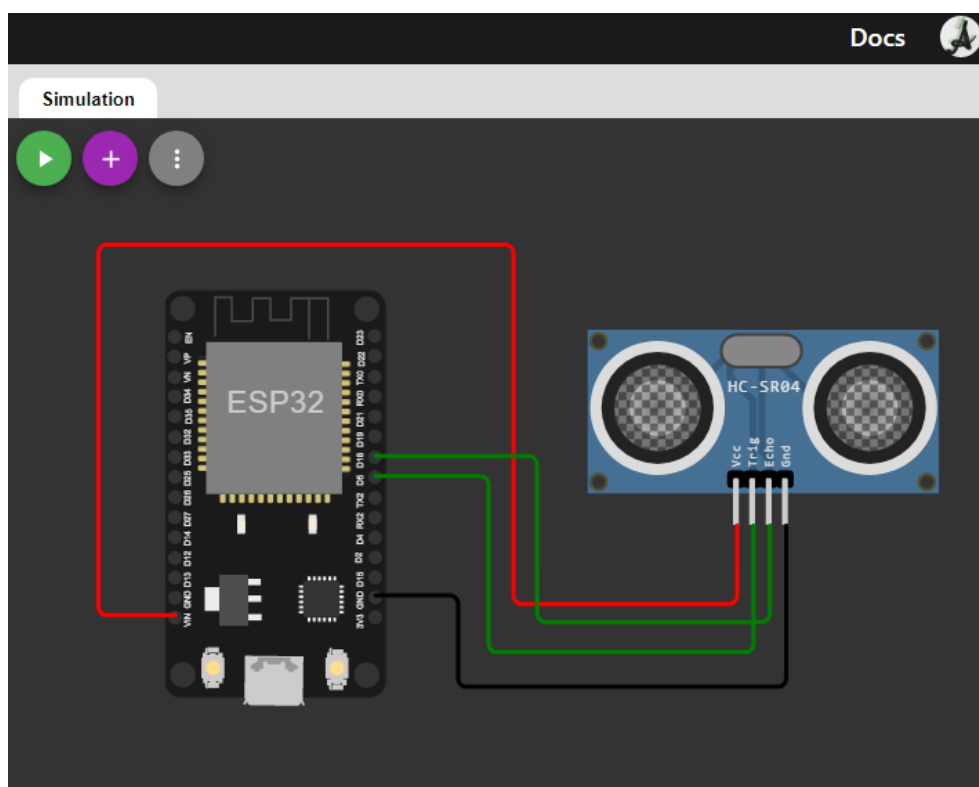 Docs
Simulation
ESP32
EN
VP
VN
D34
D35
D32
D33
D25
D26
D27
D14
D12
D13
GND
VIN
D23
D22
TX0
RX0
D21
D19
D18
D5
TX2
RX2
D4
D2
D15
GND
3V3
HC-SR04
Vcc
Trig
Echo
Gnd